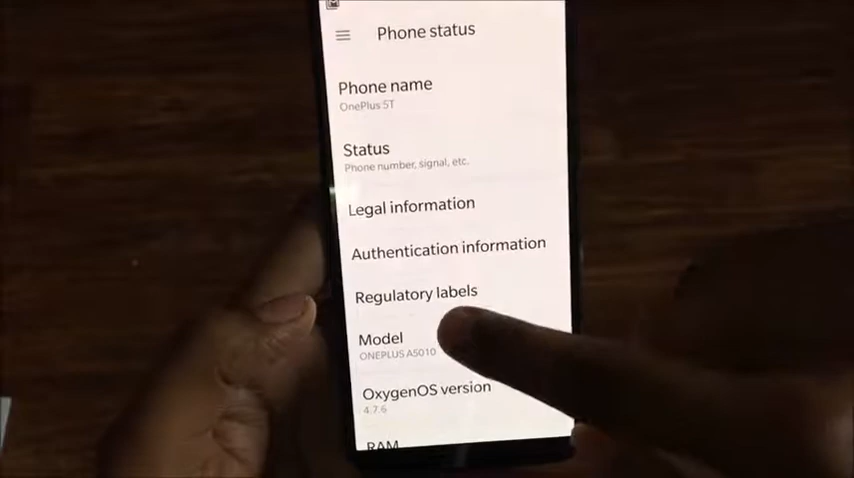 Phone status
Phone name
OnePlus 5T
Status
Phone number, signal, etc.
Legal information
Authentication information
Regulatory labels
Model
ONEPLUS A5010
OxygenOS version
4.7.6
RAM